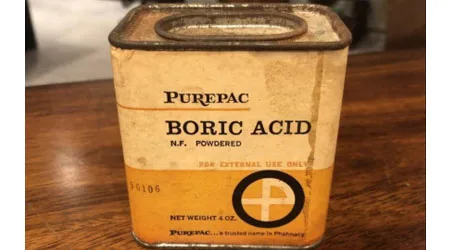 PUREPAC
BORIC ACID
N.F. POWDERED
FOR EXTERNAL USE ONLY
NET WEIGHT 4 OZ.
PUREPAC...a trusted name in Pharmacy